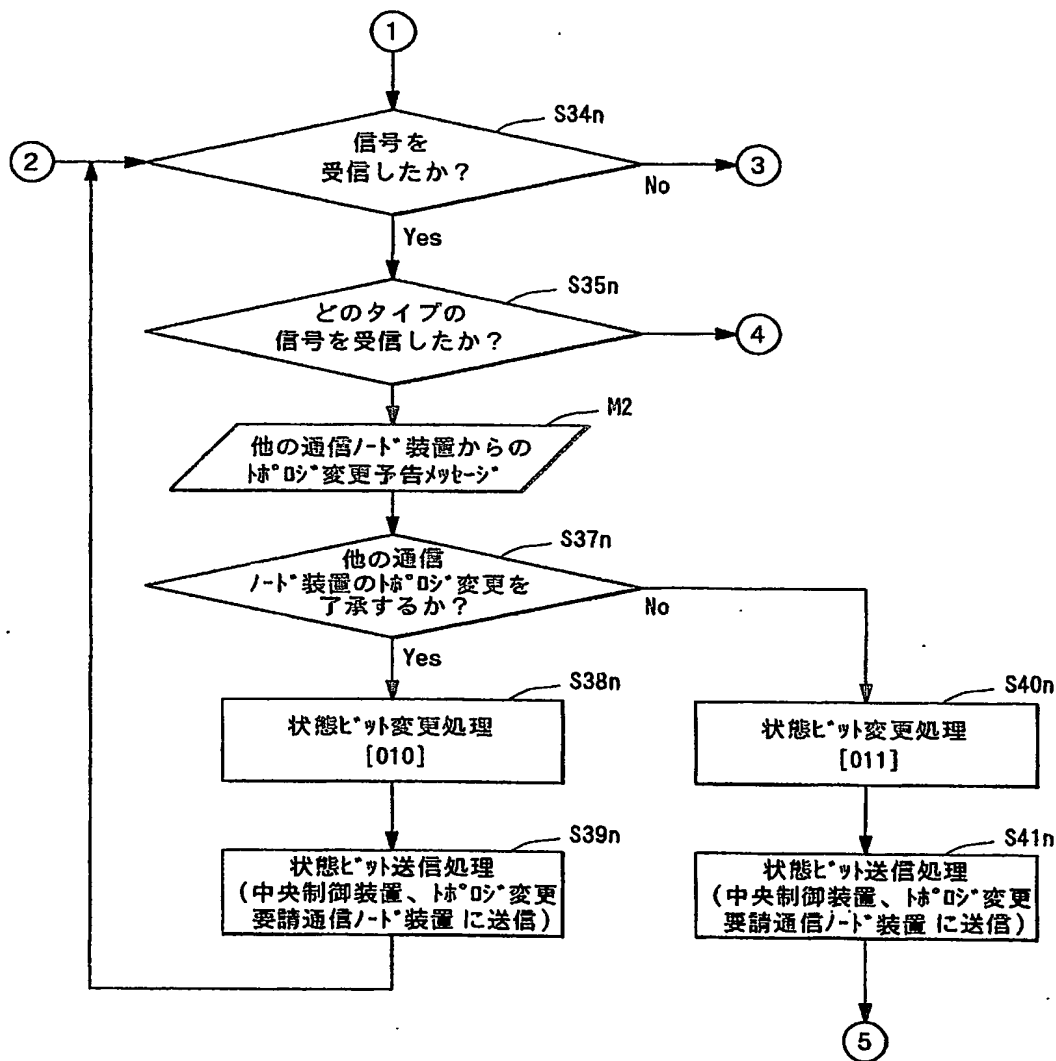 1
S34n
信号を
受信したか？
2
3
No
Yes
S35n
どのタイプの
信号を受信したか？
4
M2
他の通信ﾉｰﾄﾞ装置からの
ﾄﾎﾟﾛｼﾞ変更予告ﾒｯｾｰｼﾞ
S37n
他の通信
ﾉｰﾄﾞ装置のﾄﾎﾟﾛｼﾞ変更を
了承するか？
No
Yes
S38n
状態ﾋﾞｯﾄ変更処理
[010]
S40n
状態ﾋﾞｯﾄ変更処理
[011]
S39n
状態ﾋﾞｯﾄ送信処理
(中央制御装置、ﾄﾎﾟﾛｼﾞ変更
要請通信ﾉｰﾄﾞ装置に送信)
S41n
状態ﾋﾞｯﾄ送信処理
(中央制御装置、ﾄﾎﾟﾛｼﾞ変更
要請通信ﾉｰﾄﾞ装置に送信)
5